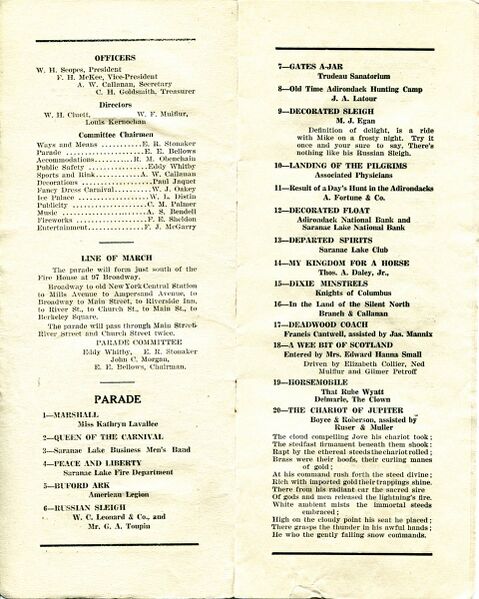 OFFICERS
W. H. Scopes, President
F. H. McKee, Vice-President
A. W. Callanan, Secretary
C. H. Goldsmith, Treasurer
Directors
W. H. Cluett, W. F. Mulflur,
Louis Kernochan
Committee Chairmen
Ways and Means ........ E. R. Stonaker
Parade ........ E. E. Bellows
Accommodations ........ R. M. Obenchain
Public Safety ........ Eddy Whitby
Sports and Risk ........ A. W. Callanan
Decorations ........ Paul Jaquet
Fancy Dress Carnival ........ W. J. Oakey
Ice Palace ........ W. L. Distin
Publicity ........ C. M. Palmer
Music ........ A. S. Bendell
Fireworks ........ F. E. Sheldon
Entertainment ........ F. J. McGarry
LINE OF MARCH
The parade will form just south of the
Fire House at 97 Broadway.
Broadway to old New York Central Station
to Mills Avenue to Ampersand Avenue, to
Broadway to Main Street, to Riverside Inn,
to River St., to Church St., to Main St., to
Berkeley Square.
The parade will pass through Main Street
River Street and Church Street twice.
PARADE COMMITTEE
Eddy Whitby, E. R. Stonaker
John C. Morgan,
E. E. Bellows, Chairman.
PARADE
1—MARSHALL
Miss Kathryn Lavallee
2—QUEEN OF THE CARNIVAL
3—Saranac Lake Business Men's Band
4—PEACE AND LIBERTY
Saranac Lake Fire Department
5—BUFORD ARK
American Legion
6—RUSSIAN SLEIGH
W. C. Leonard & Co., and
Mr. G. A. Toupin
7—GATES AJAR
Trudeau Sanatorium
8—Old Time Adirondack Hunting Camp
J. A. Latour
9—DECORATED SLEIGH
M. J. Egan
Definition of delight, is a ride
with Mike on a frosty night. Try it
once and your sure to say, There's
nothing like his Russian Sleigh.
10—LANDING OF THE PILGRIMS
Associated Physicians
11—Result of a Day's Hunt in the Adirondacks
A. Fortune & Co.
12—DECORATED FLOAT
Adirondack National Bank and
Saranac Lake National Bank
13—DEPARTED SPIRITS
Saranac Lake Club
14—MY KINGDOM FOR A HORSE
Thos. A. Daley, Jr.,
15—DIXIE MINSTRELS
Knights of Columbus
16—In the Land of the Silent North
Branch & Callanan
17—DEADWOOD COACH
Francis Cantwell, assisted by Jas. Mannix
18—A WEE BIT OF SCOTLAND
Entered by Mrs. Edward Hanna Small
Driven by Elizabeth Collier, Ned
Mulflur and Gilmer Petroff
19—HORSEMOBILE
That Rube Wyatt
Delmarie, The Clown
20—THE CHARIOT OF JUPITER
Boyce & Roberson, assisted by
Ruser & Muller
The cloud compelling Jove his chariot took;
The stedfast firmament beneath them shook:
Rapt by the ethereal steeds the chariot rolled;
Brass were their hoofs, their curling manes
of gold;
At his command rush forth the steed divine;
Rich with imported gold their trappings shine.
There from his radiant car the sacred sire
Of gods and men released the lightning's fire.
White ambient mists the immortal steeds
embraced;
High on the cloudy point his seat he placed;
There grasps the thunder in his awful hands;
He who the gently falling snow commands.